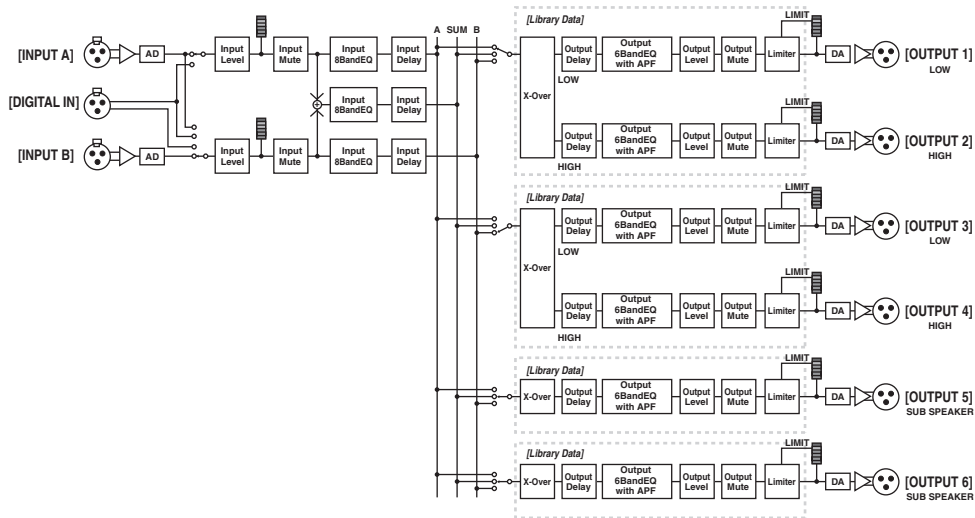 [INPUT A]
AD
Input
Level
Input
Mute
Input
8BandEQ
Input
Delay
[DIGITAL IN]
Input
8BandEQ
Input
Delay
[INPUT B]
AD
Input
Level
Input
Mute
Input
8BandEQ
Input
Delay
A SUM B
[Library Data]
X-Over
LOW
Output
Delay
Output
6BandEQ
with APF
Output
Level
Output
Mute
Limiter
LIMIT
DA
[OUTPUT 1]
LOW
HIGH
Output
Delay
Output
6BandEQ
with APF
Output
Level
Output
Mute
Limiter
LIMIT
DA
[OUTPUT 2]
HIGH
[Library Data]
X-Over
LOW
Output
Delay
Output
6BandEQ
with APF
Output
Level
Output
Mute
Limiter
LIMIT
DA
[OUTPUT 3]
LOW
HIGH
Output
Delay
Output
6BandEQ
with APF
Output
Level
Output
Mute
Limiter
LIMIT
DA
[OUTPUT 4]
HIGH
[Library Data]
X-Over
Output
Delay
Output
6BandEQ
with APF
Output
Level
Output
Mute
Limiter
LIMIT
DA
[OUTPUT 5]
SUB SPEAKER
[Library Data]
X-Over
Output
Delay
Output
6BandEQ
with APF
Output
Level
Output
Mute
Limiter
LIMIT
DA
[OUTPUT 6]
SUB SPEAKER